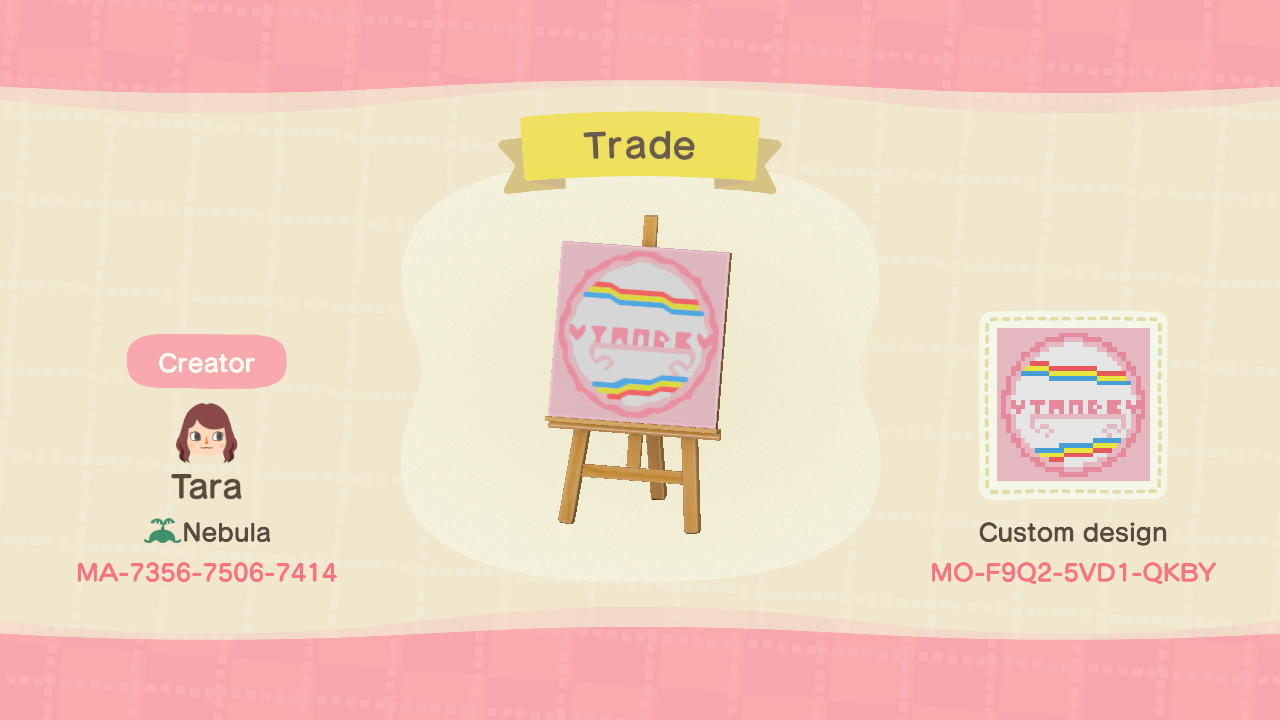 Trade
Creator
Tara
Nebula
MA-7356-7506-7414
Custom design
MO-F9Q2-5VD1-QKBY